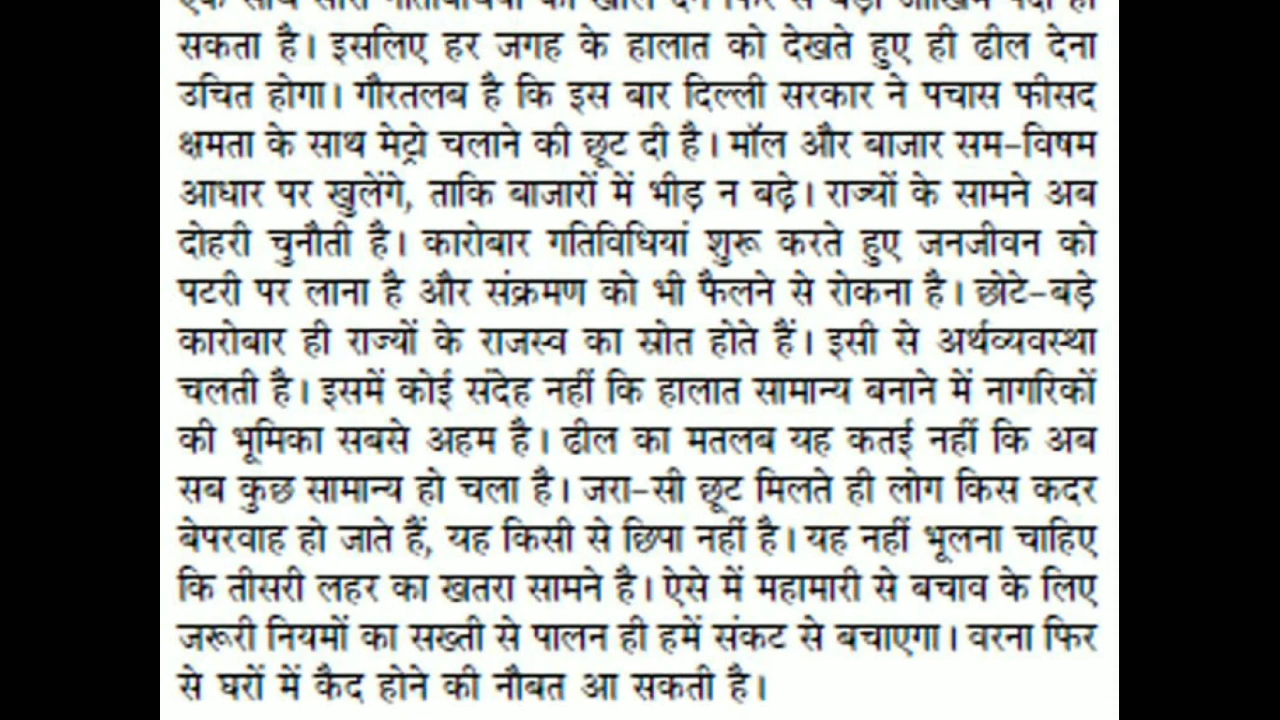 एक साथ सारी गतिविधियों को खोल देने फिर से बड़ा जोखिम पैदा हो
सकता है। इसलिए हर जगह के हालात को देखते हुए ही ढील देना
उचित होगा। गौरतलब है कि इस बार दिल्ली सरकार ने पचास फीसद
क्षमता के साथ मेट्रो चलाने की छूट दी है। मॉल और बाजार सम-विषम
आधार पर खुलेंगे, ताकि बाजारों में भीड़ न बढ़े। राज्यों के सामने अब
दोहरी चुनौती है। कारोबार गतिविधियां शुरू करते हुए जनजीवन को
पटरी पर लाना है और संक्रमण को भी फैलने से रोकना है। छोटे-बड़े
कारोबार ही राज्यों के राजस्व का स्रोत होते हैं। इसी से अर्थव्यवस्था
चलती है। इसमें कोई संदेह नहीं कि हालात सामान्य बनाने में नागरिकों
की भूमिका सबसे अहम है। ढील का मतलब यह कतई नहीं कि अब
सब कुछ सामान्य हो चला है। जरा-सी छूट मिलते ही लोग किस कदर
बेपरवाह हो जाते हैं, यह किसी से छिपा नहीं है। यह नहीं भूलना चाहिए
कि तीसरी लहर का खतरा सामने है। ऐसे में महामारी से बचाव के लिए
जरूरी नियमों का सख्ती से पालन ही हमें संकट से बचाएगा। वरना फिर
से घरों में कैद होने की नौबत आ सकती है।